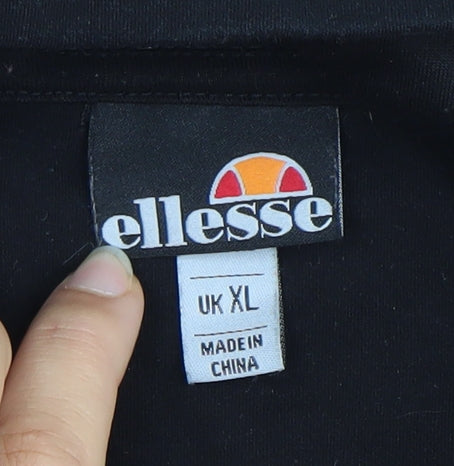 ellesse
UK XL
MADE IN
CHINA